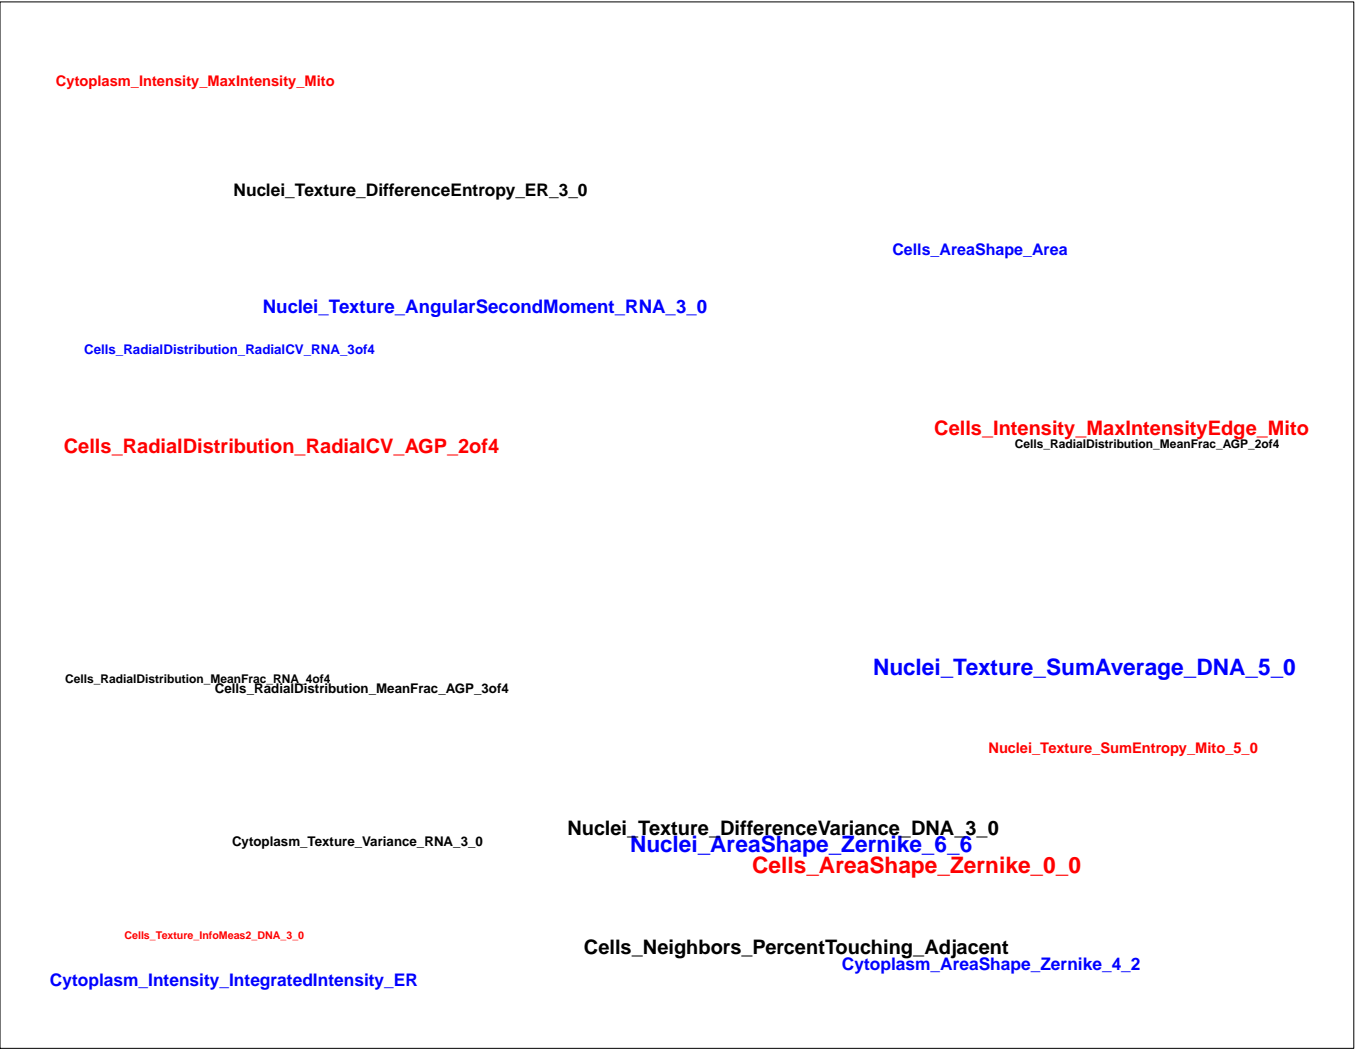 Cytoplasm_Intensity_MaxIntensity_Mito
Nuclei_Texture_DifferenceEntropy_ER_3_0
Cells_AreaShape_Area
Nuclei_Texture_AngularSecondMoment_RNA_3_0
Cells_RadialDistribution_RadialCV_RNA_3of4
Cells_Intensity_MaxIntensityEdge_Mito
Cells_RadialDistribution_MeanFrac_AGP_2of4
Cells_RadialDistribution_RadialCV_AGP_2of4
Nuclei_Texture_SumAverage_DNA_5_0
Cells_RadialDistribution_MeanFrac_RNA_4of4
Cells_RadialDistribution_MeanFrac_AGP_3of4
Nuclei_Texture_SumEntropy_Mito_5_0
Nuclei_Texture_DifferenceVariance_DNA_3_0
Cytoplasm_Texture_Variance_RNA_3_0
Nuclei_AreaShape_Zernike_6_6
Cells_AreaShape_Zernike_0_0
Cells_Texture_InfoMeas2_DNA_3_0
Cells_Neighbors_PercentTouching_Adjacent
Cytoplasm_AreaShape_Zernike_4_2
Cytoplasm_Intensity_IntegratedIntensity_ER